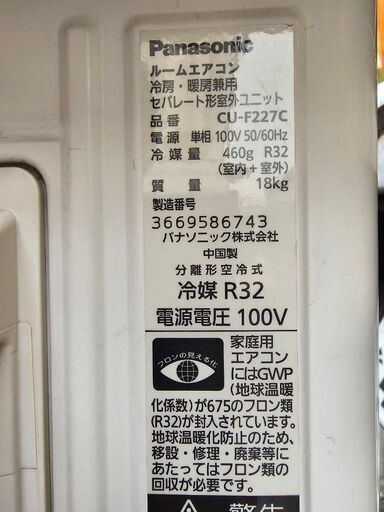 Panasonic
ルームエアコン
冷房・暖房兼用
セパレート形室外ユニット
品番 CU-F227C
電源 単相100V 50/60Hz
冷媒量 460g R32
(室内+室外)
質量 18kg
製造番号
3669586743
パナソニック株式会社
中国製
分離形空冷式
冷媒 R32
電源電圧 100V
フロンの見える化
家庭用
エアコン
にはGWP
(地球温暖
化係数)が675のフロン類
(R32)が封入されています。
地球温暖化防止のため、
移設・修理・廃棄等に
あたってはフロン類の
回収が必要です。
警告